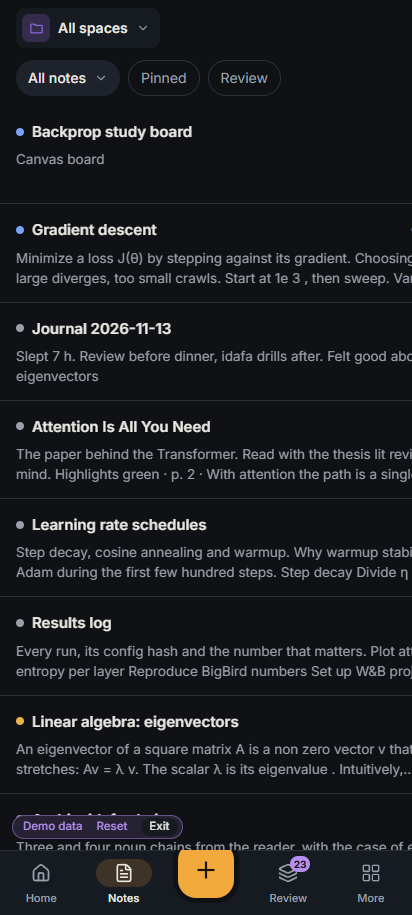 All spaces
All notes
Pinned
Review
Backprop study board
Canvas board
Gradient descent
Minimize a loss J(θ) by stepping against its gradient. Choosing
large diverges, too small crawls. Start at 1e 3 , then sweep.
Journal 2026-11-13
Slept 7 h. Review before dinner, idafa drills after. Felt good
eigenvectors
Attention Is All You Need
The paper behind the Transformer. Read with the thesis lit
mind. Highlights green · p. 2 · With attention the path is a
Learning rate schedules
Step decay, cosine annealing and warmup. Why warmup
Adam during the first few hundred steps. Step decay Divide η
Results log
Every run, its config hash and the number that matters. Plot
entropy per layer Reproduce BigBird numbers Set up W&B
Linear algebra: eigenvectors
An eigenvector of a square matrix A is a non zero vector v that
stretches: Av = λ v. The scalar λ is its eigenvalue . Intuitively,...
Demo data
Reset
Exit
Three and four noun chains from the reader, with the case of
Home
Notes
+
Review
23
More